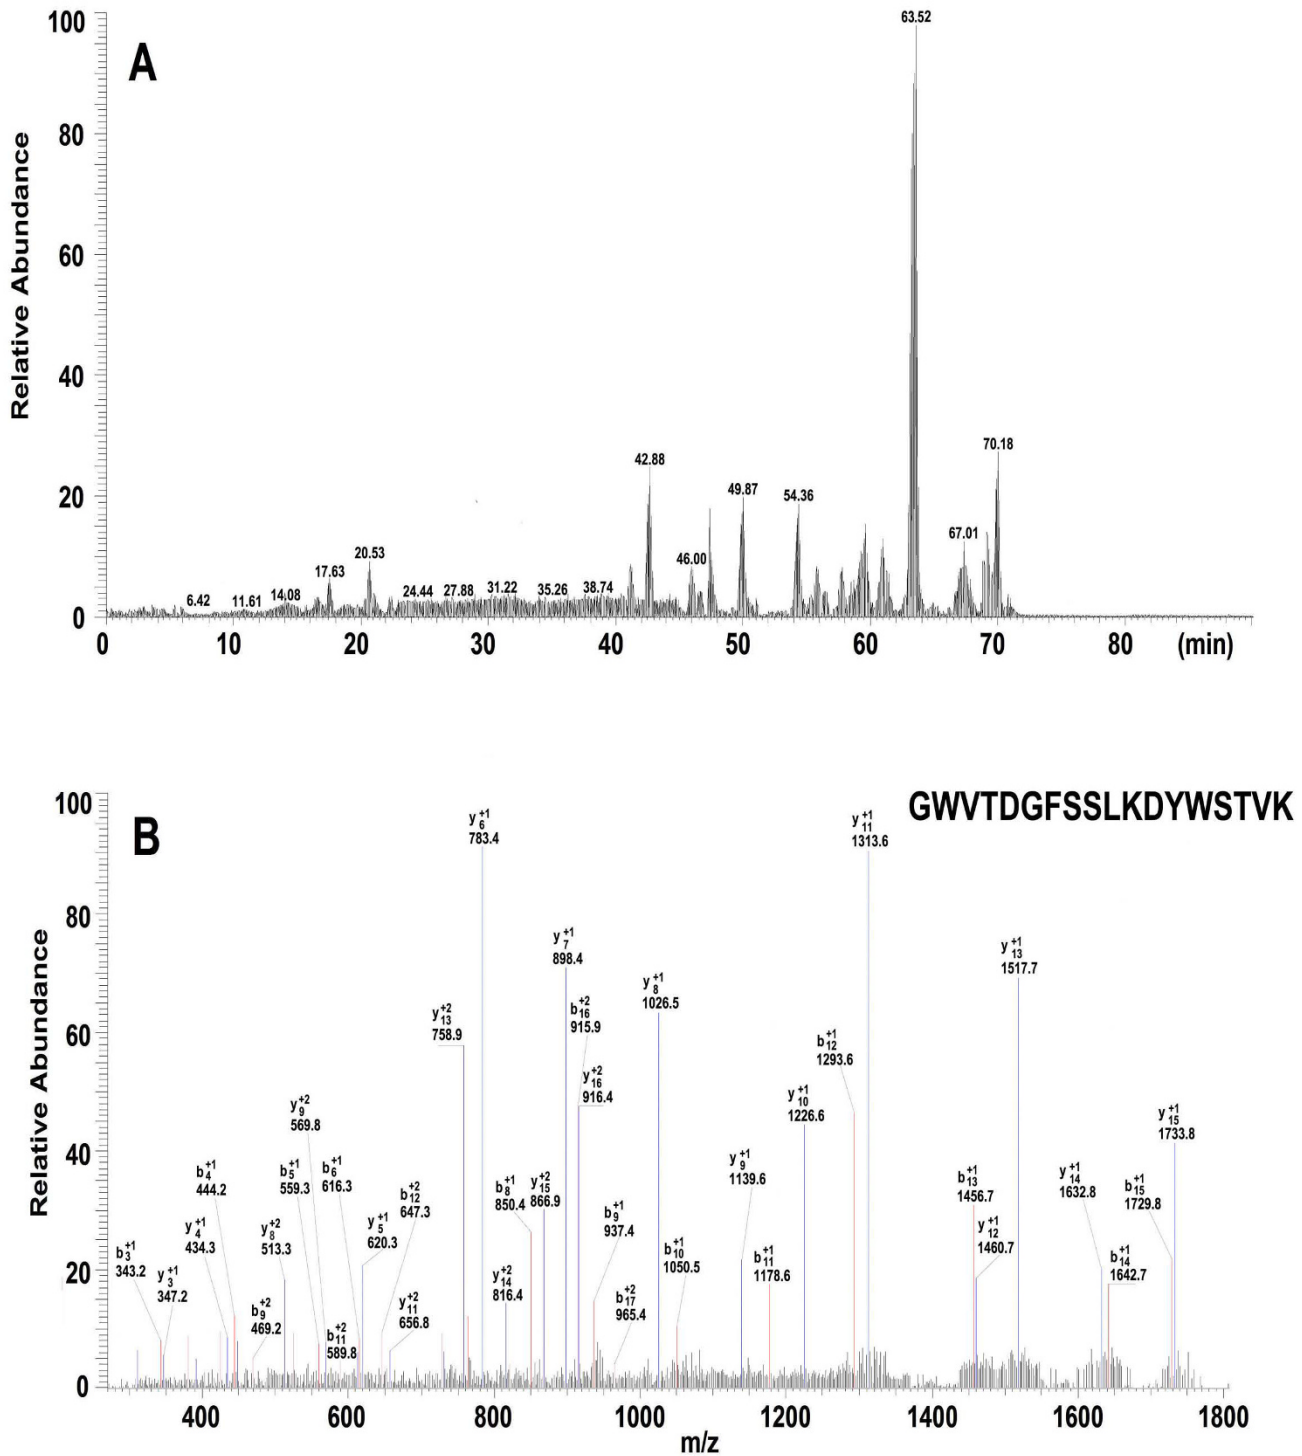 A
Relative Abundance
100
80
60
40
20
0
63.52
42.88
70.18
49.87
54.36
46.00
67.01
20.53
17.63
6.42
11.61
14.08
24.44
27.88
31.22
35.26
38.74
0 10 20 30 40 50 60 70 80 (min)
B
GWVTDGFSSLKDYWSTVK
Relative Abundance
100
80
60
40
20
0
b3+1
343.2
y3+1
347.2
y4+1
434.3
b4+1
444.2
b9+2
469.2
y8+2
513.3
b5+1
559.3
y9+2
569.8
b11+2
589.8
b6+1
616.3
y5+1
620.3
b12+2
647.3
y11+2
656.8
y13+2
758.9
y6+1
783.4
y14+2
816.4
b8+1
850.4
y15+2
866.9
y7+1
898.4
b16+2
915.9
y16+2
916.4
b9+1
937.4
b17+2
965.4
y8+1
1026.5
b10+1
1050.5
y9+1
1139.6
b11+1
1178.6
y10+1
1226.6
b12+1
1293.6
y11+1
1313.6
b13+1
1456.7
y12+1
1460.7
y13+1
1517.7
y14+1
1632.8
b14+1
1642.7
b15+1
1729.8
y15+1
1733.8
400 600 800 1000 1200 1400 1600 1800
m/z